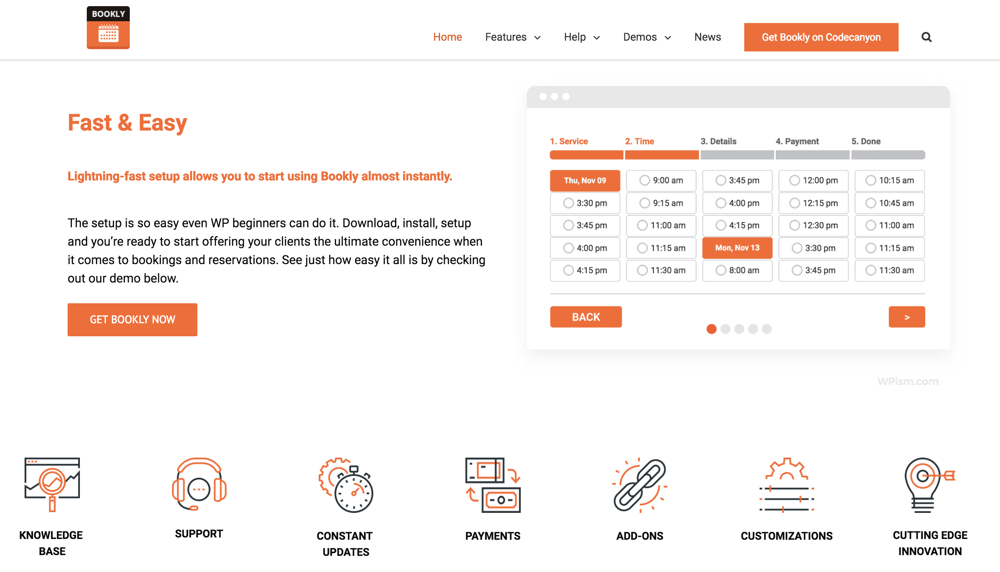 BOOKLY
Home
Features
Help
Demos
News
Get Bookly on Codecanyon
Fast & Easy
Lightning-fast setup allows you to start using Bookly almost instantly.
The setup is so easy even WP beginners can do it. Download, install, setup
and you’re ready to start offering your clients the ultimate convenience when
it comes to bookings and reservations. See just how easy it all is by checking
out our demo below.
GET BOOKLY NOW
1. Service 2. Time 3. Details 4. Payment 5. Done
Thu, Nov 09 9:00 am 3:45 pm 12:00 pm 10:15 am
3:30 pm 9:15 am 4:00 pm 12:15 pm 10:45 am
3:45 pm 11:00 am 4:15 pm 12:30 pm 11:00 am
4:00 pm 11:15 am Mon, Nov 13 3:30 pm 11:15 am
4:15 pm 11:30 am 8:00 am 3:45 pm 11:30 am
BACK >
WPism.com
KNOWLEDGE
BASE
SUPPORT
CONSTANT
UPDATES
PAYMENTS
ADD-ONS
CUSTOMIZATIONS
CUTTING EDGE
INNOVATION